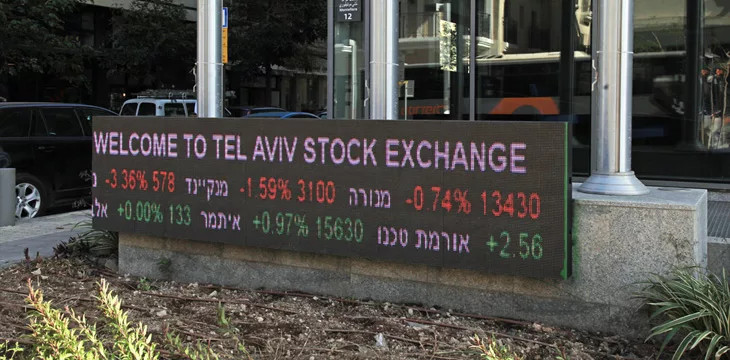 12
WELCOME TO TEL AVIV STOCK EXCHANGE
-3.36% 578 מנקיינד -1.59% 3100 מנורה -0.74% 13430
+0.00% 133 איתמר +0.97% 15630 אורמת טכנו +2.56